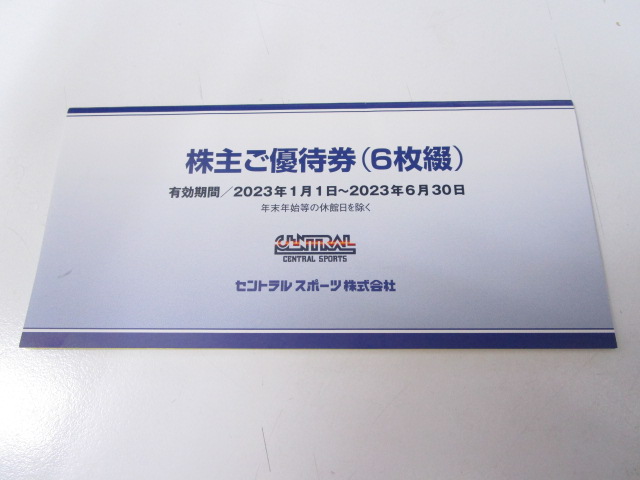 株主ご優待券(6枚綴)
有効期間/2023年1月1日〜2023年6月30日
年末年始等の休館日を除く
CENTRAL
CENTRAL SPORTS
セントラルスポーツ株式会社